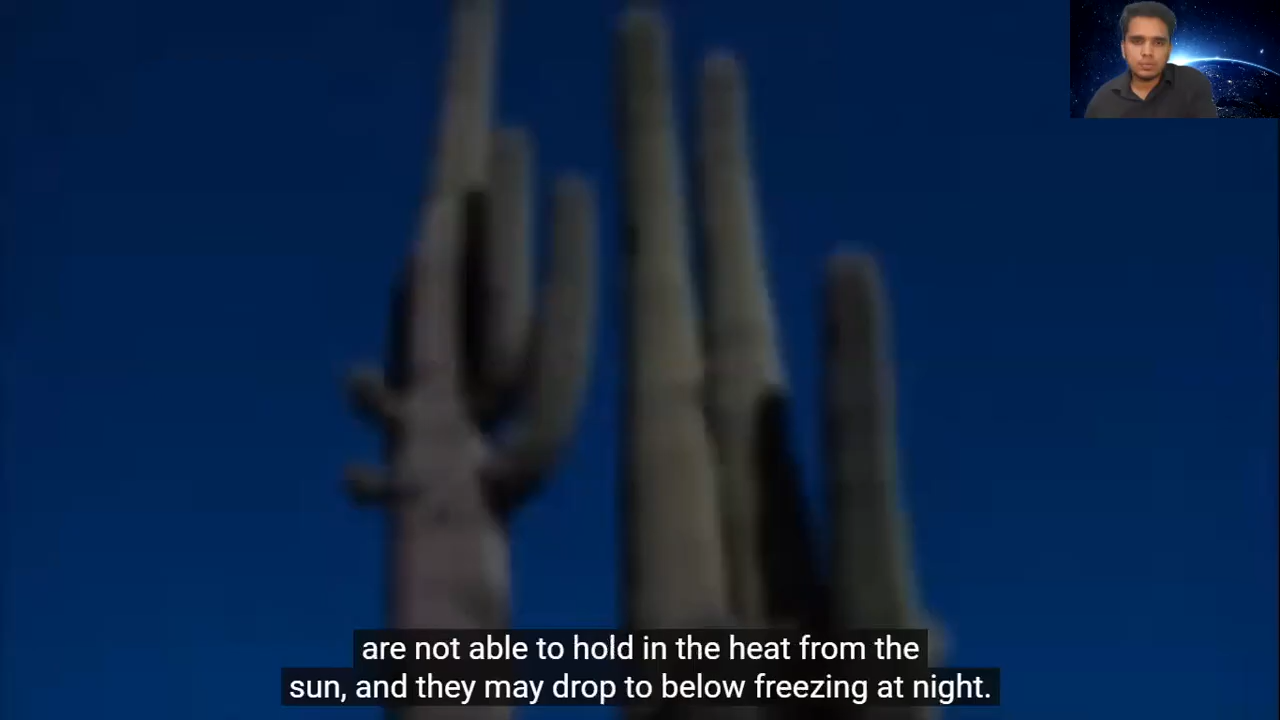 are not able to hold in the heat from the
sun, and they may drop to below freezing at night.